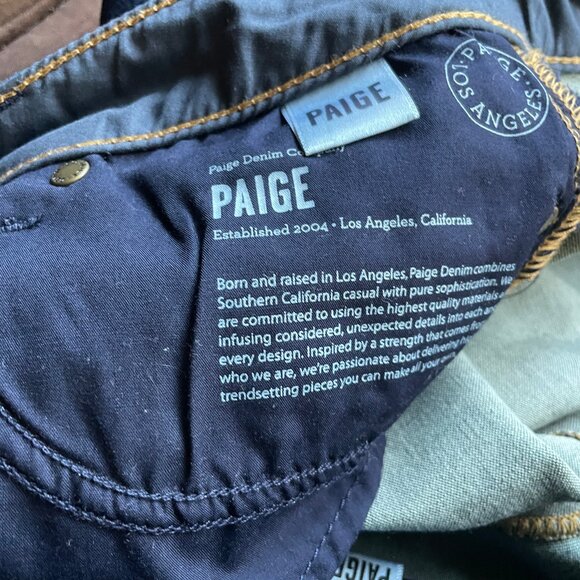 PAIGE
PAIGE
LOS ANGELES
Paige Denim
PAIGE
Established 2004 • Los Angeles, California
Born and raised in Los Angeles, Paige Denim combines
Southern California casual with pure sophistication.
are committed to using the highest quality materials
infusing considered, unexpected details into each
every design. Inspired by a strength that comes
who we are, we're passionate about delivering
trendsetting pieces you can make all your
PAIGE